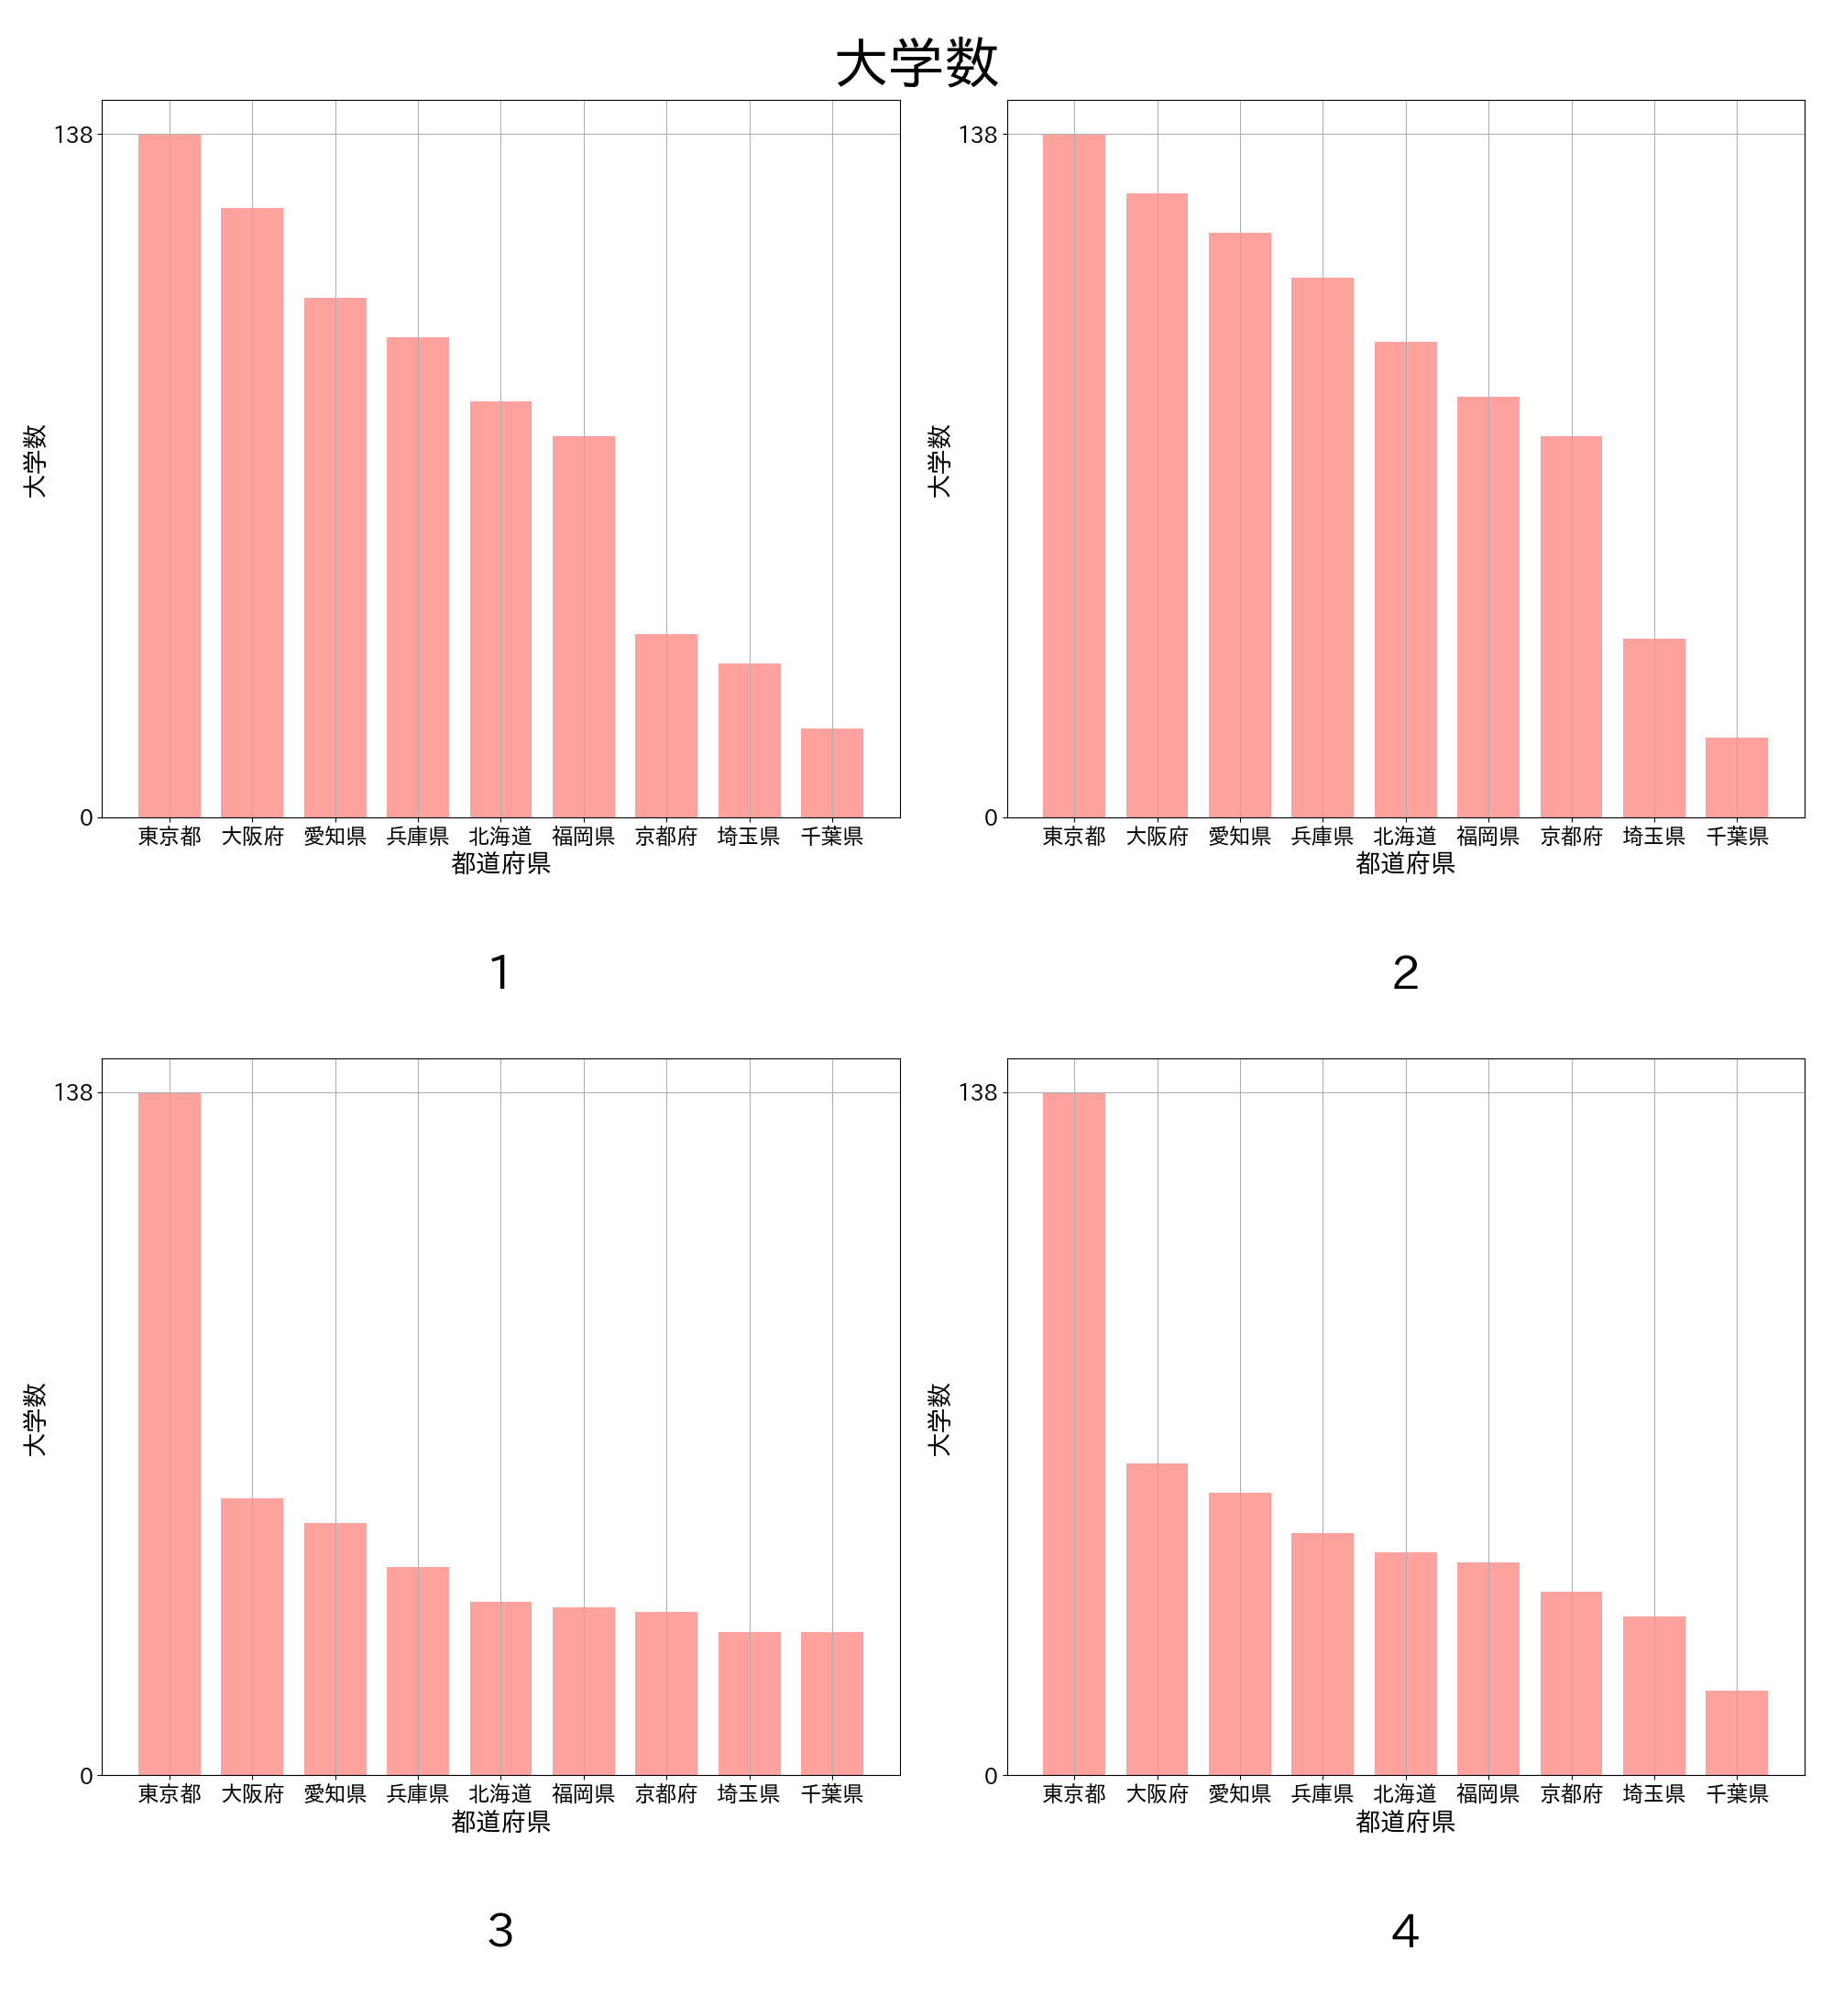 大学数
138
0
大学数
東京都 大阪府 愛知県 兵庫県 北海道 福岡県 京都府 埼玉県 千葉県
都道府県
1
138
0
大学数
東京都 大阪府 愛知県 兵庫県 北海道 福岡県 京都府 埼玉県 千葉県
都道府県
2
138
0
大学数
東京都 大阪府 愛知県 兵庫県 北海道 福岡県 京都府 埼玉県 千葉県
都道府県
3
138
0
大学数
東京都 大阪府 愛知県 兵庫県 北海道 福岡県 京都府 埼玉県 千葉県
都道府県
4